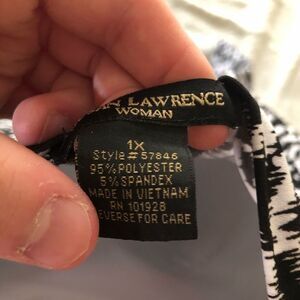 LAWRENCE
WOMAN
1X
Style# 57846
95% POLYESTER
5% SPANDEX
MADE IN VIETNAM
RN 101928
EVERSE FOR CARE